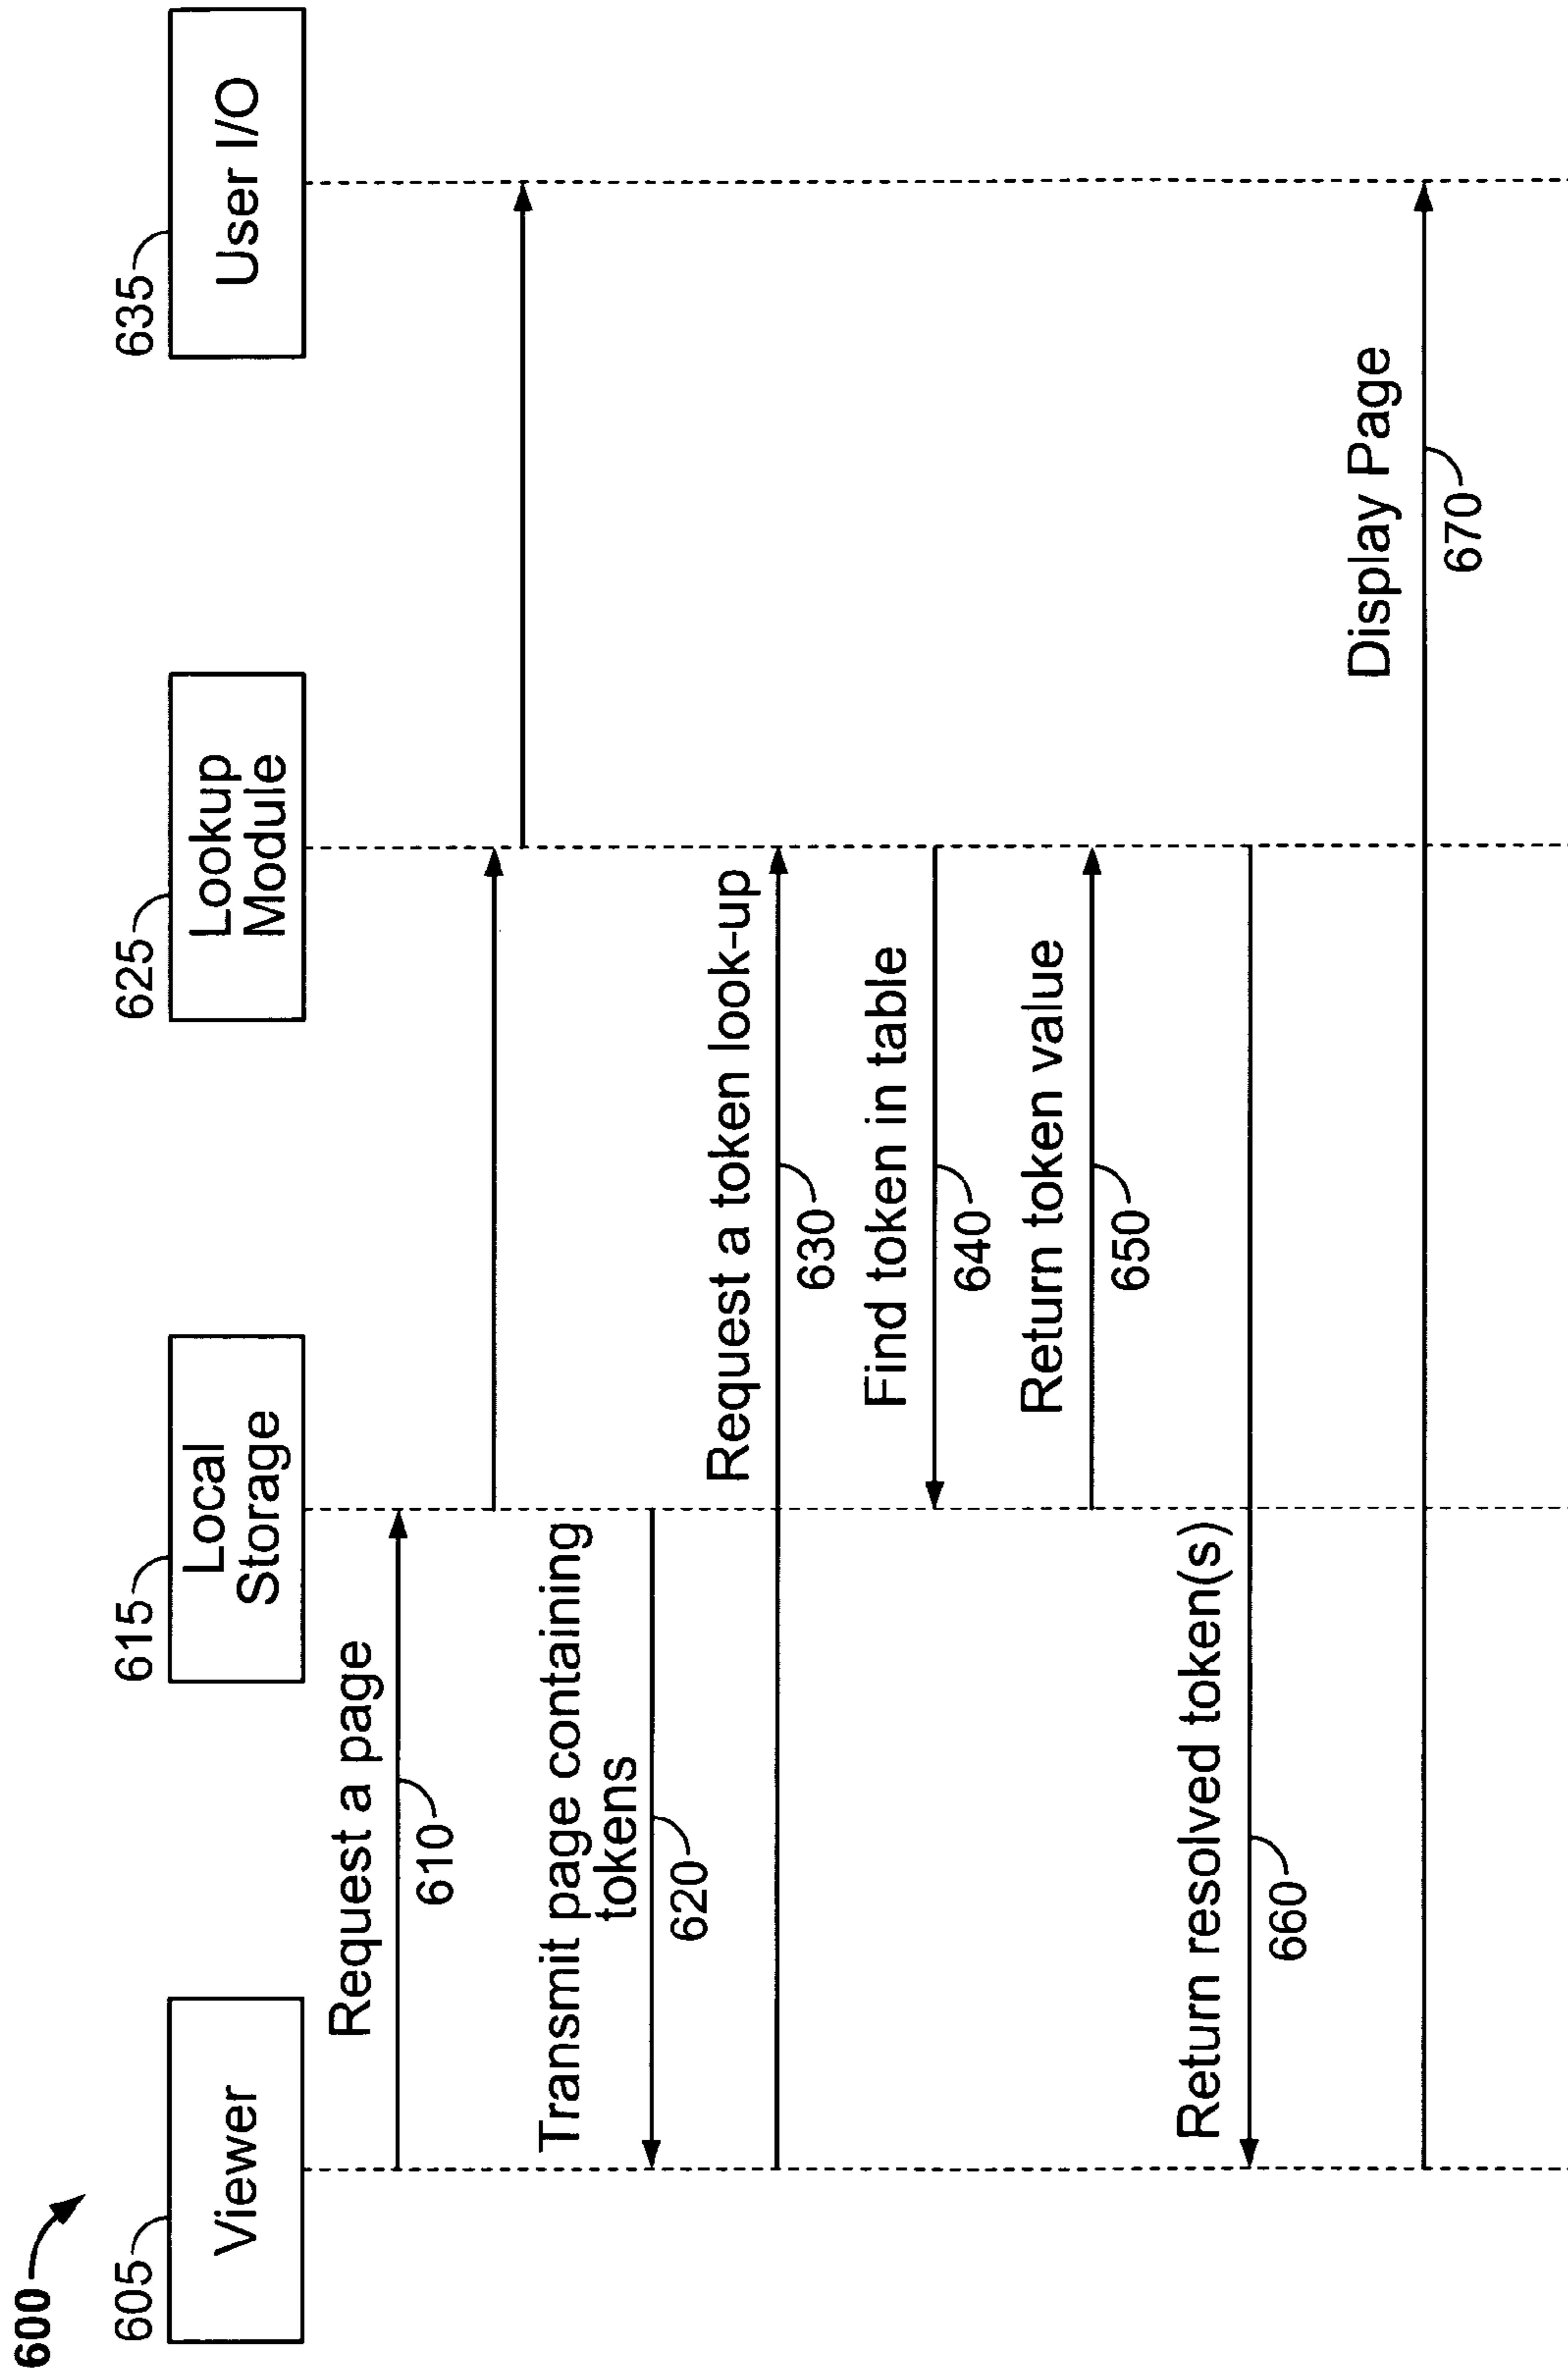 600
605
Viewer
615
Local
Storage
625
Lookup
Module
635
User I/O
Request a page
610
Transmit page containing
tokens
620
Request a token look-up
630
Find token in table
640
Return token value
650
Return resolved token(s)
660
Display Page
670